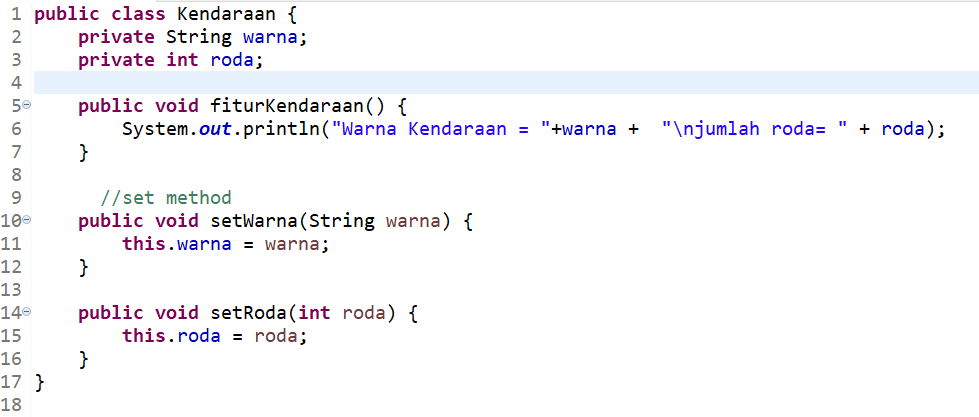 1 public class Kendaraan {
2     private String warna;
3     private int roda;
4
5     public void fiturKendaraan() {
6         System.out.println("Warna Kendaraan = "+warna +  "\njumlah roda= " + roda);
7     }
8
9       //set method
10     public void setWarna(String warna) {
11         this.warna = warna;
12     }
13
14     public void setRoda(int roda) {
15         this.roda = roda;
16     }
17 }
18